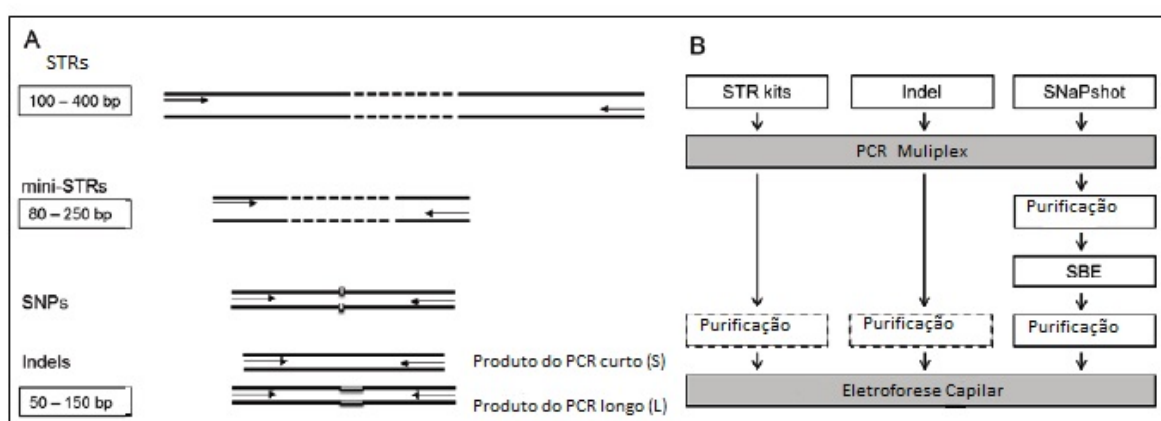 A
STRs
100 – 400 bp
mini-STRs
80 – 250 bp
SNPs
Indels
Produto do PCR curto (S)
50 – 150 bp
Produto do PCR longo (L)
B
STR kits
Indel
SNaPshot
PCR Muliplex
Purificação
SBE
Purificação
Purificação
Purificação
Eletroforese Capilar